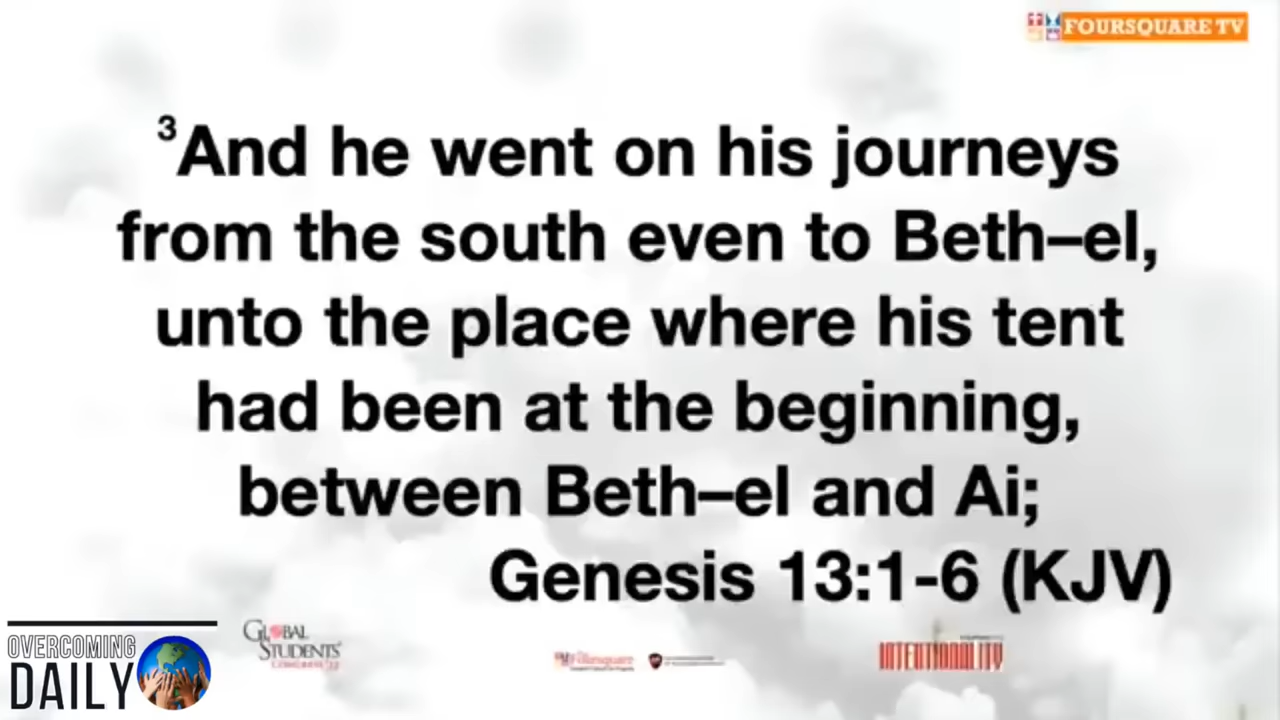 FOURSQUARE TV
³And he went on his journeys
from the south even to Beth–el,
unto the place where his tent
had been at the beginning,
between Beth–el and Ai;
Genesis 13:1-6 (KJV)
OVERCOMING
DAILY
GLOBAL
STUDENTS'
Foursquare
INTENTIONALITY